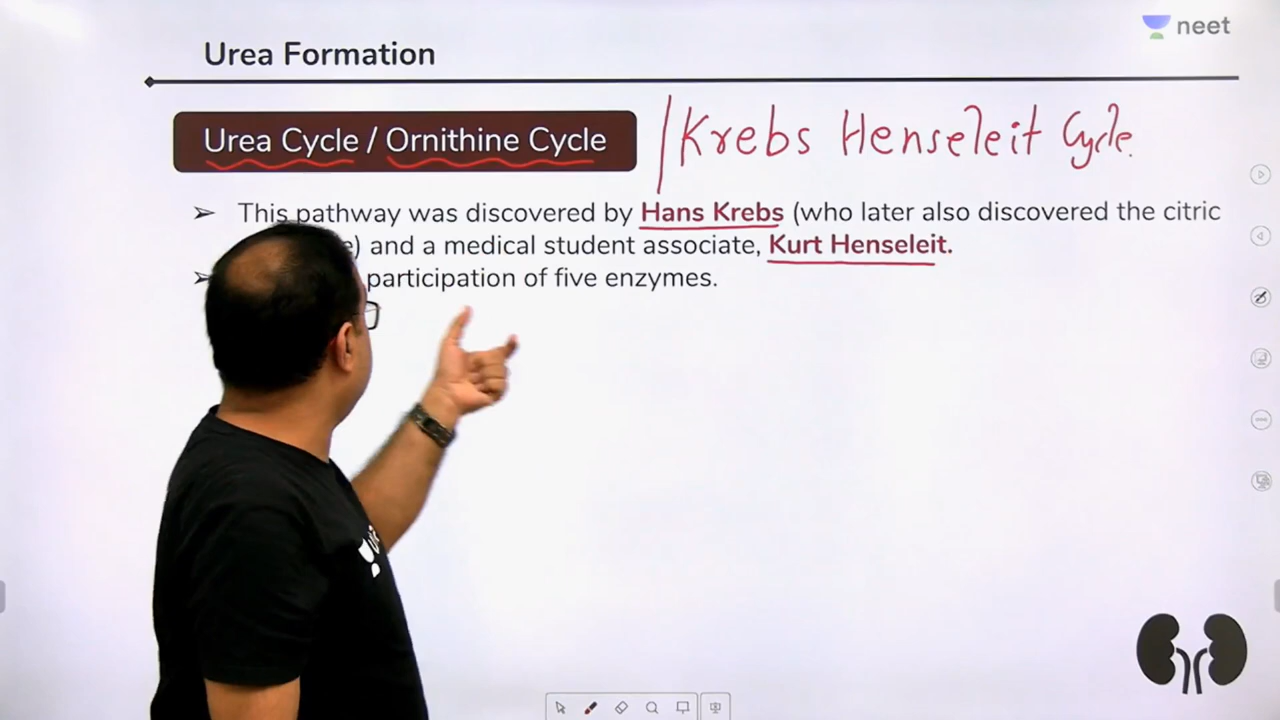 neet
Urea Formation
Urea Cycle / Ornithine Cycle / Krebs Henseleit Cycle.
➢ This pathway was discovered by Hans Krebs (who later also discovered the citric
e) and a medical student associate, Kurt Henseleit.
➢ participation of five enzymes.